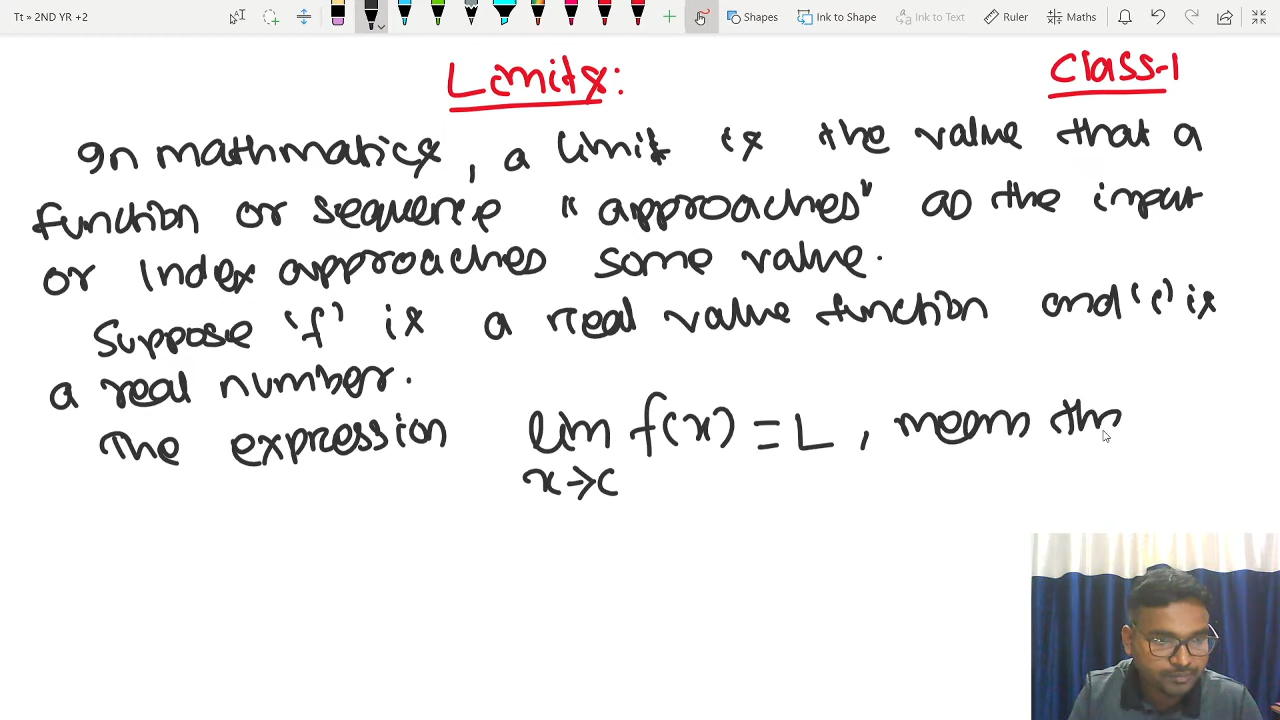 Tt » 2ND YR +2
Shapes Ink to Shape Ink to Text Ruler Maths
Limits: Class-1
In mathmatics, a limit is the value that a
function or sequence "approaches" as the input
or Index approaches some value.
Suppose 'f' is a real value function and 'c' is
a real number.
The expression lim f(x) = L, means th
x→c